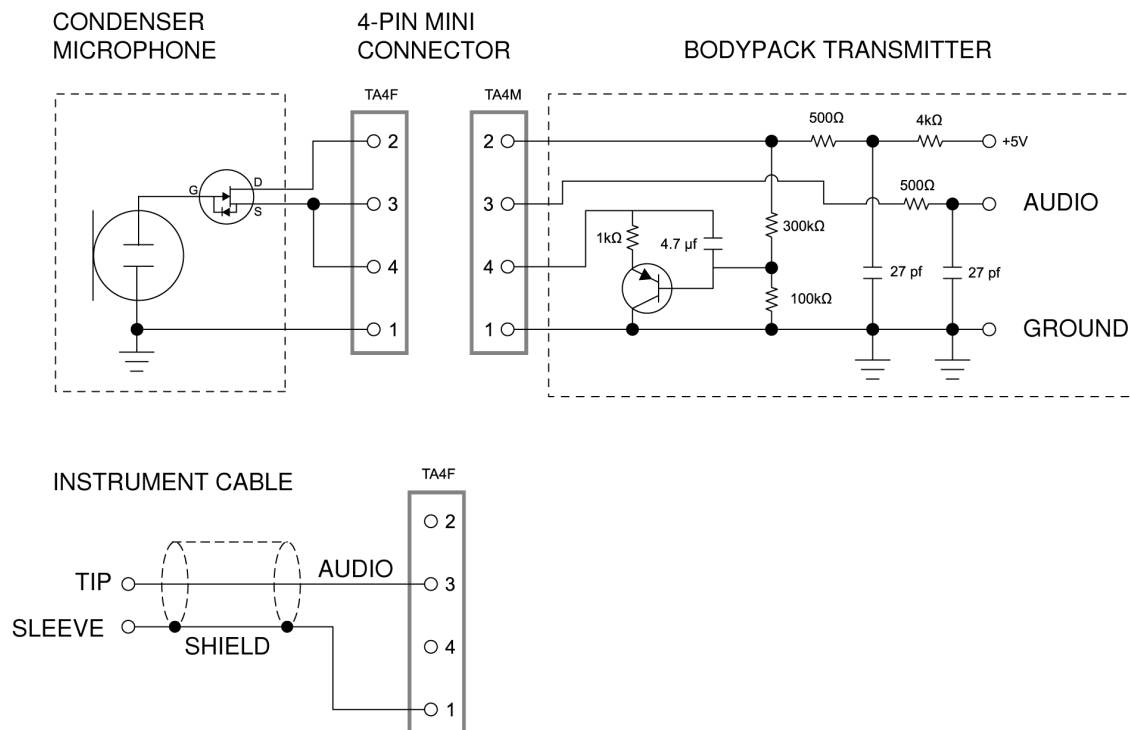 CONDENSER
MICROPHONE
4-PIN MINI
CONNECTOR
BODYPACK TRANSMITTER
TA4F
TA4M
2
3
4
1
G
D
S
2
3
4
1
500Ω
4kΩ
+5V
500Ω
AUDIO
1kΩ
4.7 µf
300kΩ
100kΩ
27 pf
27 pf
GROUND
INSTRUMENT CABLE
TA4F
TIP
SLEEVE
AUDIO
SHIELD
2
3
4
1